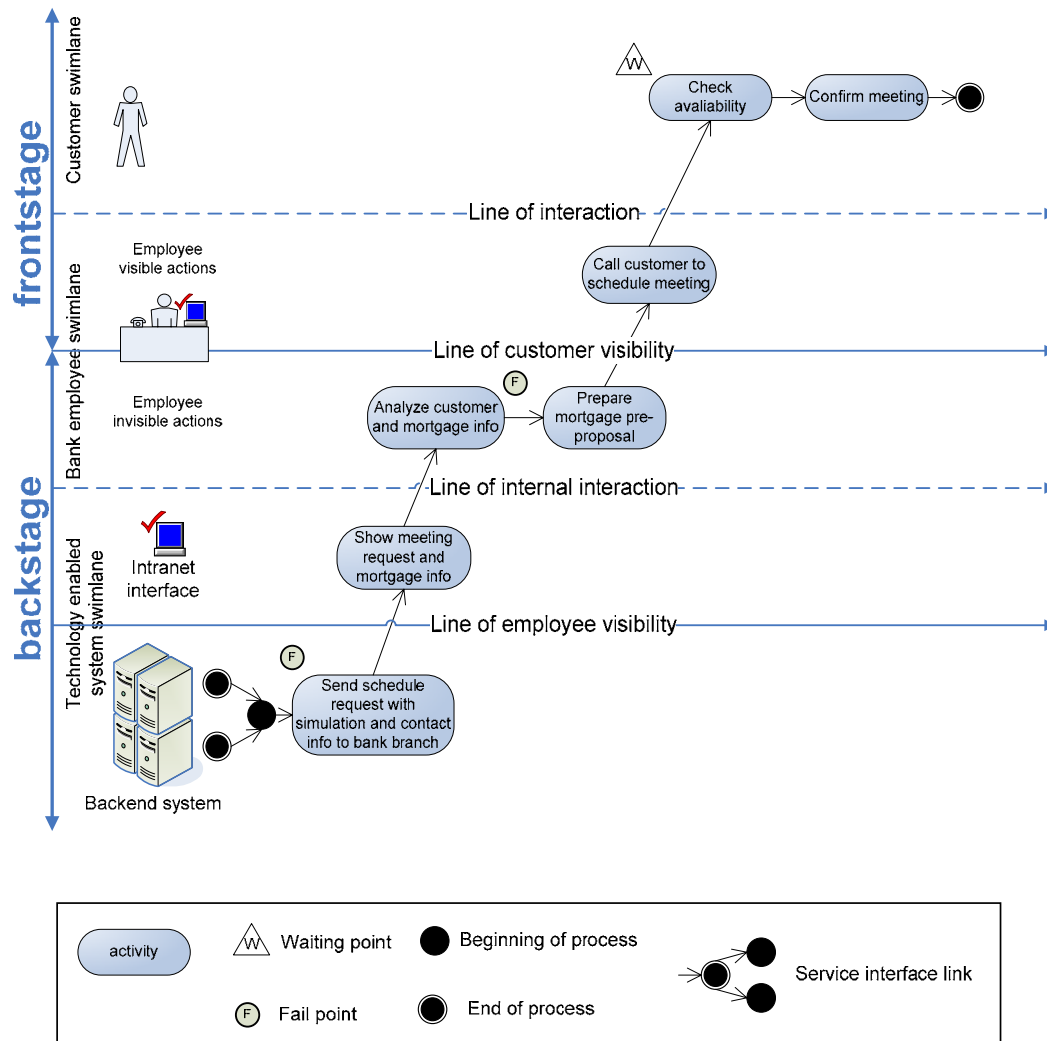 frontstage
Customer swimlane
W
Check
avaliability
Confirm meeting
Line of interaction
Employee
visible actions
Call customer to
schedule meeting
Line of customer visibility
backstage
Bank employee swimlane
Employee
invisible actions
Analyze customer
and mortgage info
F
Prepare
mortgage pre-
proposal
Line of internal interaction
Technology enabled
system swimlane
Intranet
interface
Show meeting
request and
mortgage info
Line of employee visibility
F
Send schedule
request with
simulation and contact
info to bank branch
Backend system
activity
W
Waiting point
Beginning of process
Service interface link
F
Fail point
End of process